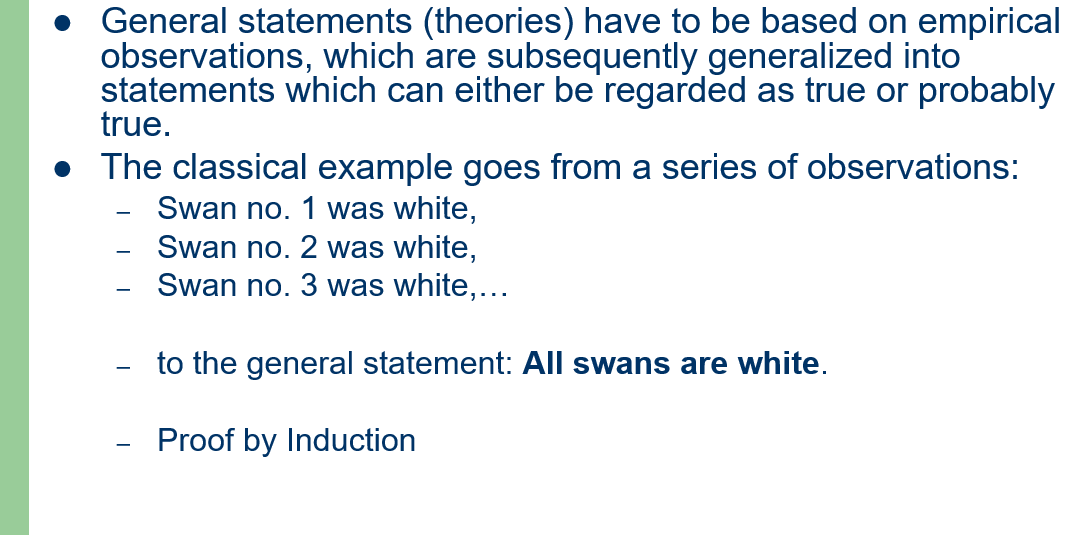 ● General statements (theories) have to be based on empirical
observations, which are subsequently generalized into
statements which can either be regarded as true or probably
true.
● The classical example goes from a series of observations:
– Swan no. 1 was white,
– Swan no. 2 was white,
– Swan no. 3 was white,…
– to the general statement: All swans are white.
– Proof by Induction